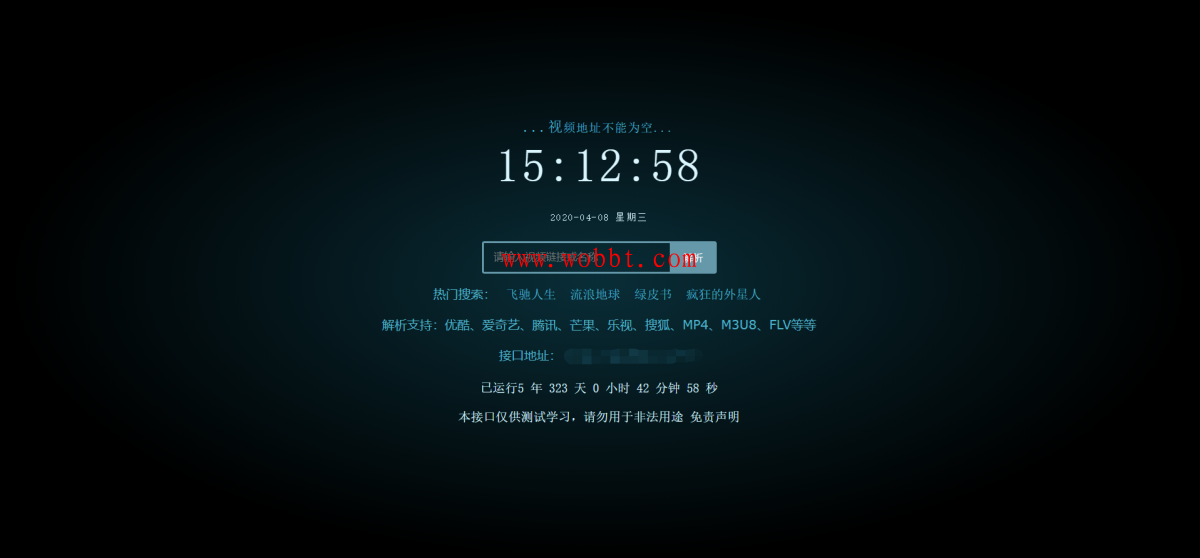 ...视频地址不能为空...
15:12:58
2020-04-08 星期三
请输入视频链接或名称
www.wobbt.com
热门搜索： 飞驰人生 流浪地球 绿皮书 疯狂的外星人
解析支持：优酷、爱奇艺、腾讯、芒果、乐视、搜狐、MP4、M3U8、FLV等等
接口地址：
已运行5 年 323 天 0 小时 42 分钟 58 秒
本接口仅供测试学习，请勿用于非法用途 免责声明